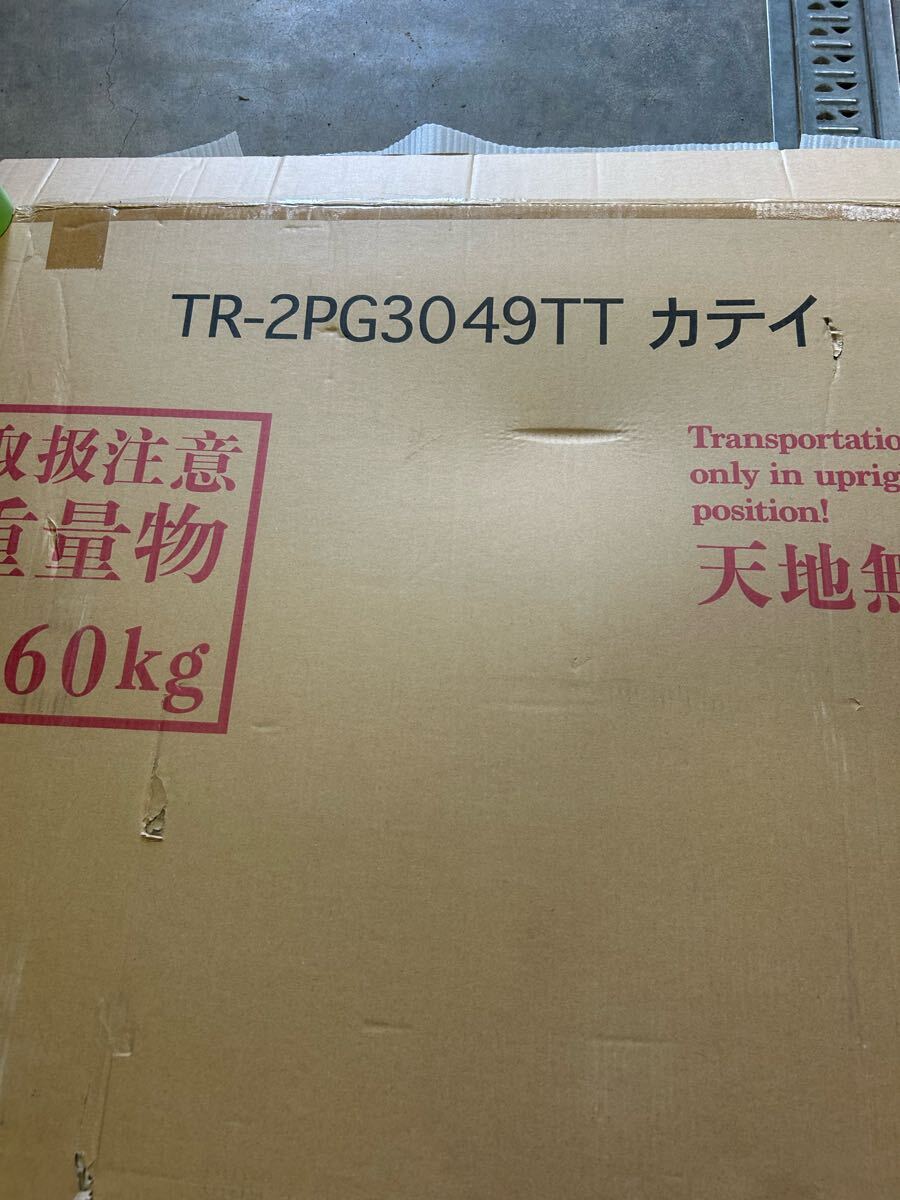 TR-2PG3049TT カテイ
取扱注意
重量物
60kg
Transportatio
only in uprig
position!
天地無